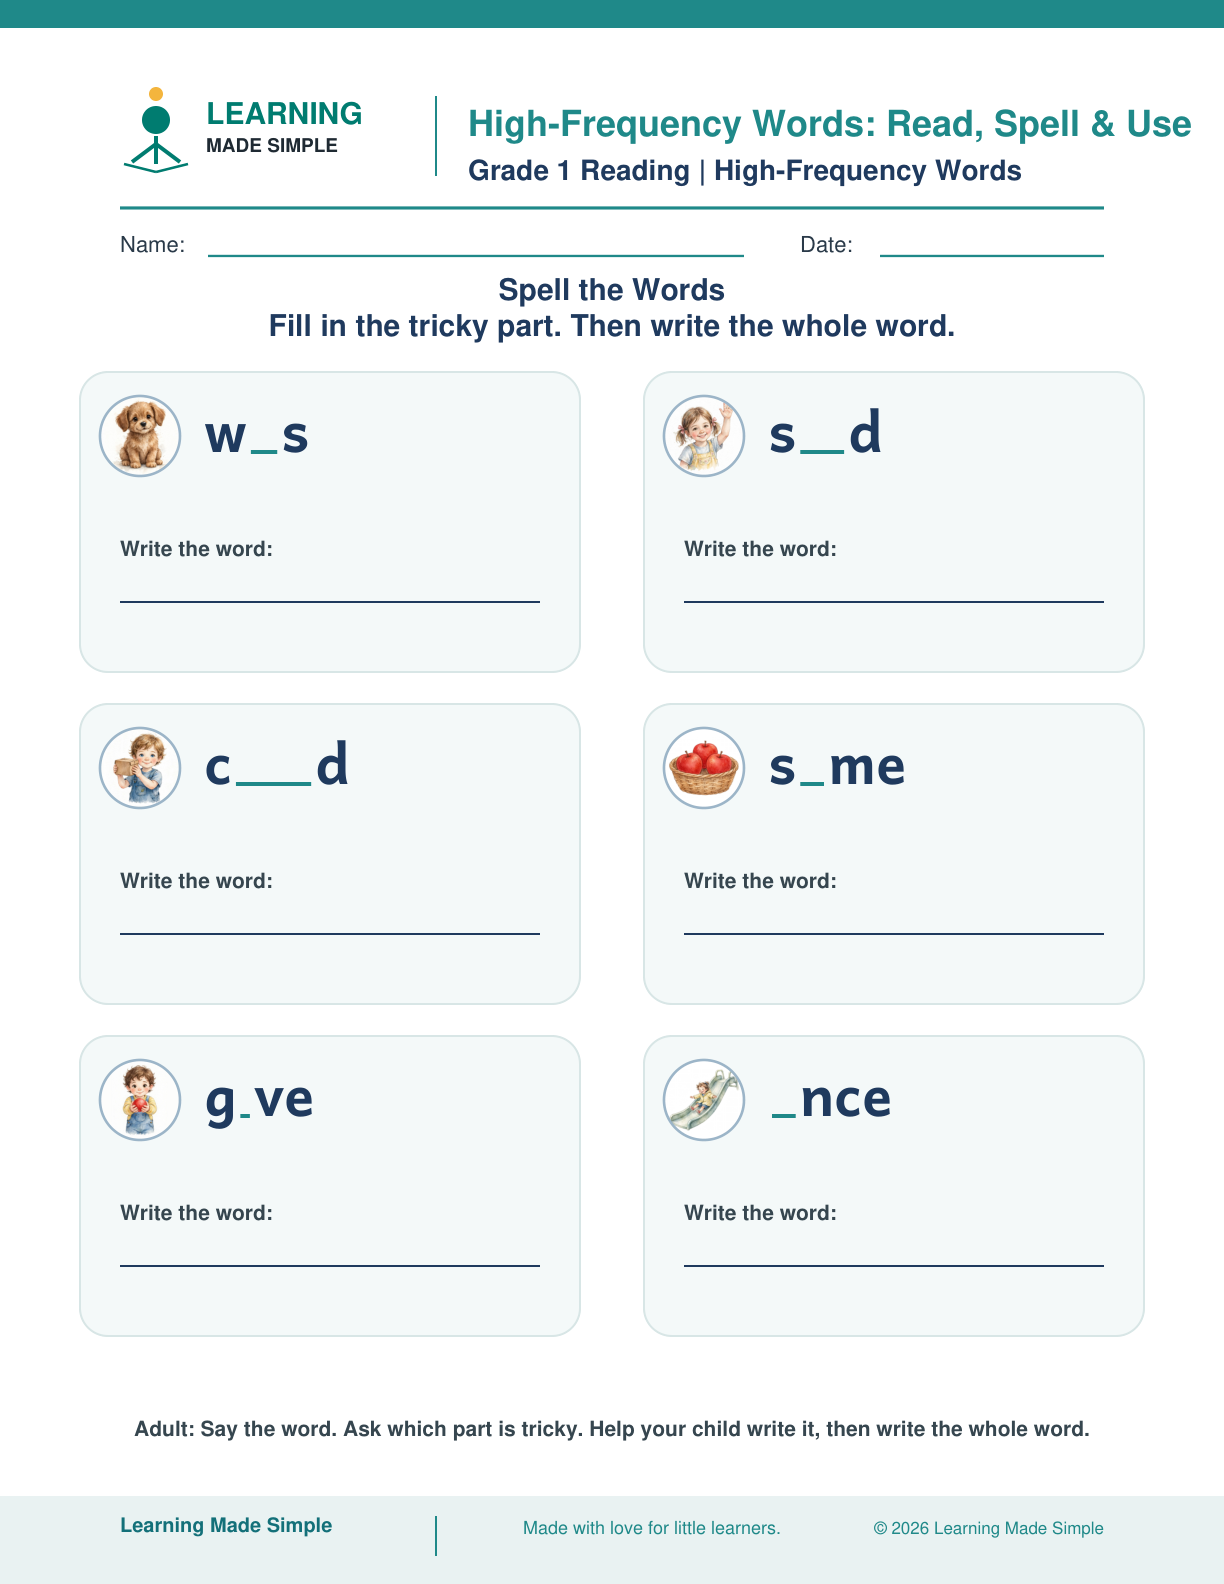 LEARNING
MADE SIMPLE
High-Frequency Words: Read, Spell & Use
Grade 1 Reading | High-Frequency Words
Name:
Date:
Spell the Words
Fill in the tricky part. Then write the whole word.
w_s
s__d
Write the word:
Write the word:
c___d
s_me
Write the word:
Write the word:
g_ve
_nce
Write the word:
Write the word:
Adult: Say the word. Ask which part is tricky. Help your child write it, then write the whole word.
Learning Made Simple
Made with love for little learners.
© 2026 Learning Made Simple